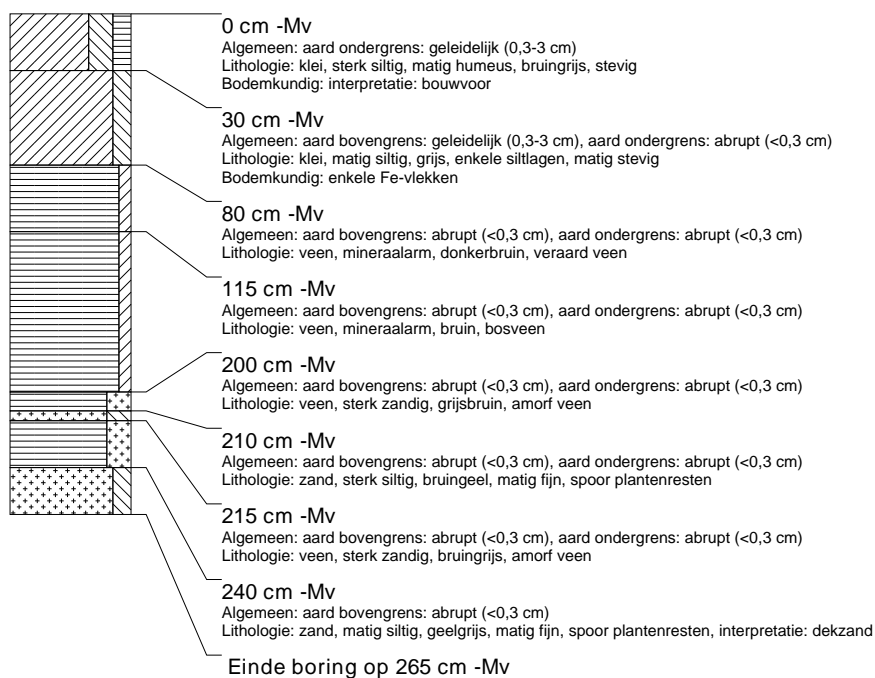 0 cm -Mv
Algemeen: aard ondergrens: geleidelijk (0,3-3 cm)
Lithologie: klei, sterk siltig, matig humeus, bruingrijs, stevig
Bodemkundig: interpretatie: bouwvoor
30 cm -Mv
Algemeen: aard bovengrens: geleidelijk (0,3-3 cm), aard ondergrens: abrupt (<0,3 cm)
Lithologie: klei, matig siltig, grijs, enkele siltlagen, matig stevig
Bodemkundig: enkele Fe-vlekken
80 cm -Mv
Algemeen: aard bovengrens: abrupt (<0,3 cm), aard ondergrens: abrupt (<0,3 cm)
Lithologie: veen, mineraalarm, donkerbruin, veraard veen
115 cm -Mv
Algemeen: aard bovengrens: abrupt (<0,3 cm), aard ondergrens: abrupt (<0,3 cm)
Lithologie: veen, mineraalarm, bruin, bosveen
200 cm -Mv
Algemeen: aard bovengrens: abrupt (<0,3 cm), aard ondergrens: abrupt (<0,3 cm)
Lithologie: veen, sterk zandig, grijsbruin, amorf veen
210 cm -Mv
Algemeen: aard bovengrens: abrupt (<0,3 cm), aard ondergrens: abrupt (<0,3 cm)
Lithologie: zand, sterk siltig, bruingeel, matig fijn, spoor plantenresten
215 cm -Mv
Algemeen: aard bovengrens: abrupt (<0,3 cm), aard ondergrens: abrupt (<0,3 cm)
Lithologie: veen, sterk zandig, bruingrijs, amorf veen
240 cm -Mv
Algemeen: aard bovengrens: abrupt (<0,3 cm)
Lithologie: zand, matig siltig, geelgrijs, matig fijn, spoor plantenresten, interpretatie: dekzand
Einde boring op 265 cm -Mv